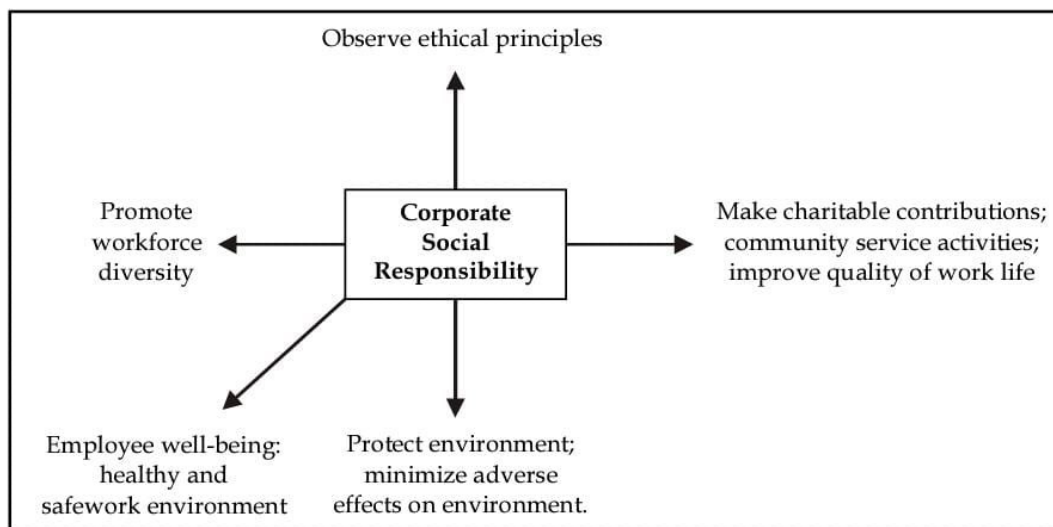 Observe ethical principles
Promote
workforce
diversity
Corporate
Social
Responsibility
Make charitable contributions;
community service activities;
improve quality of work life
Employee well-being:
healthy and
safework environment
Protect environment;
minimize adverse
effects on environment.